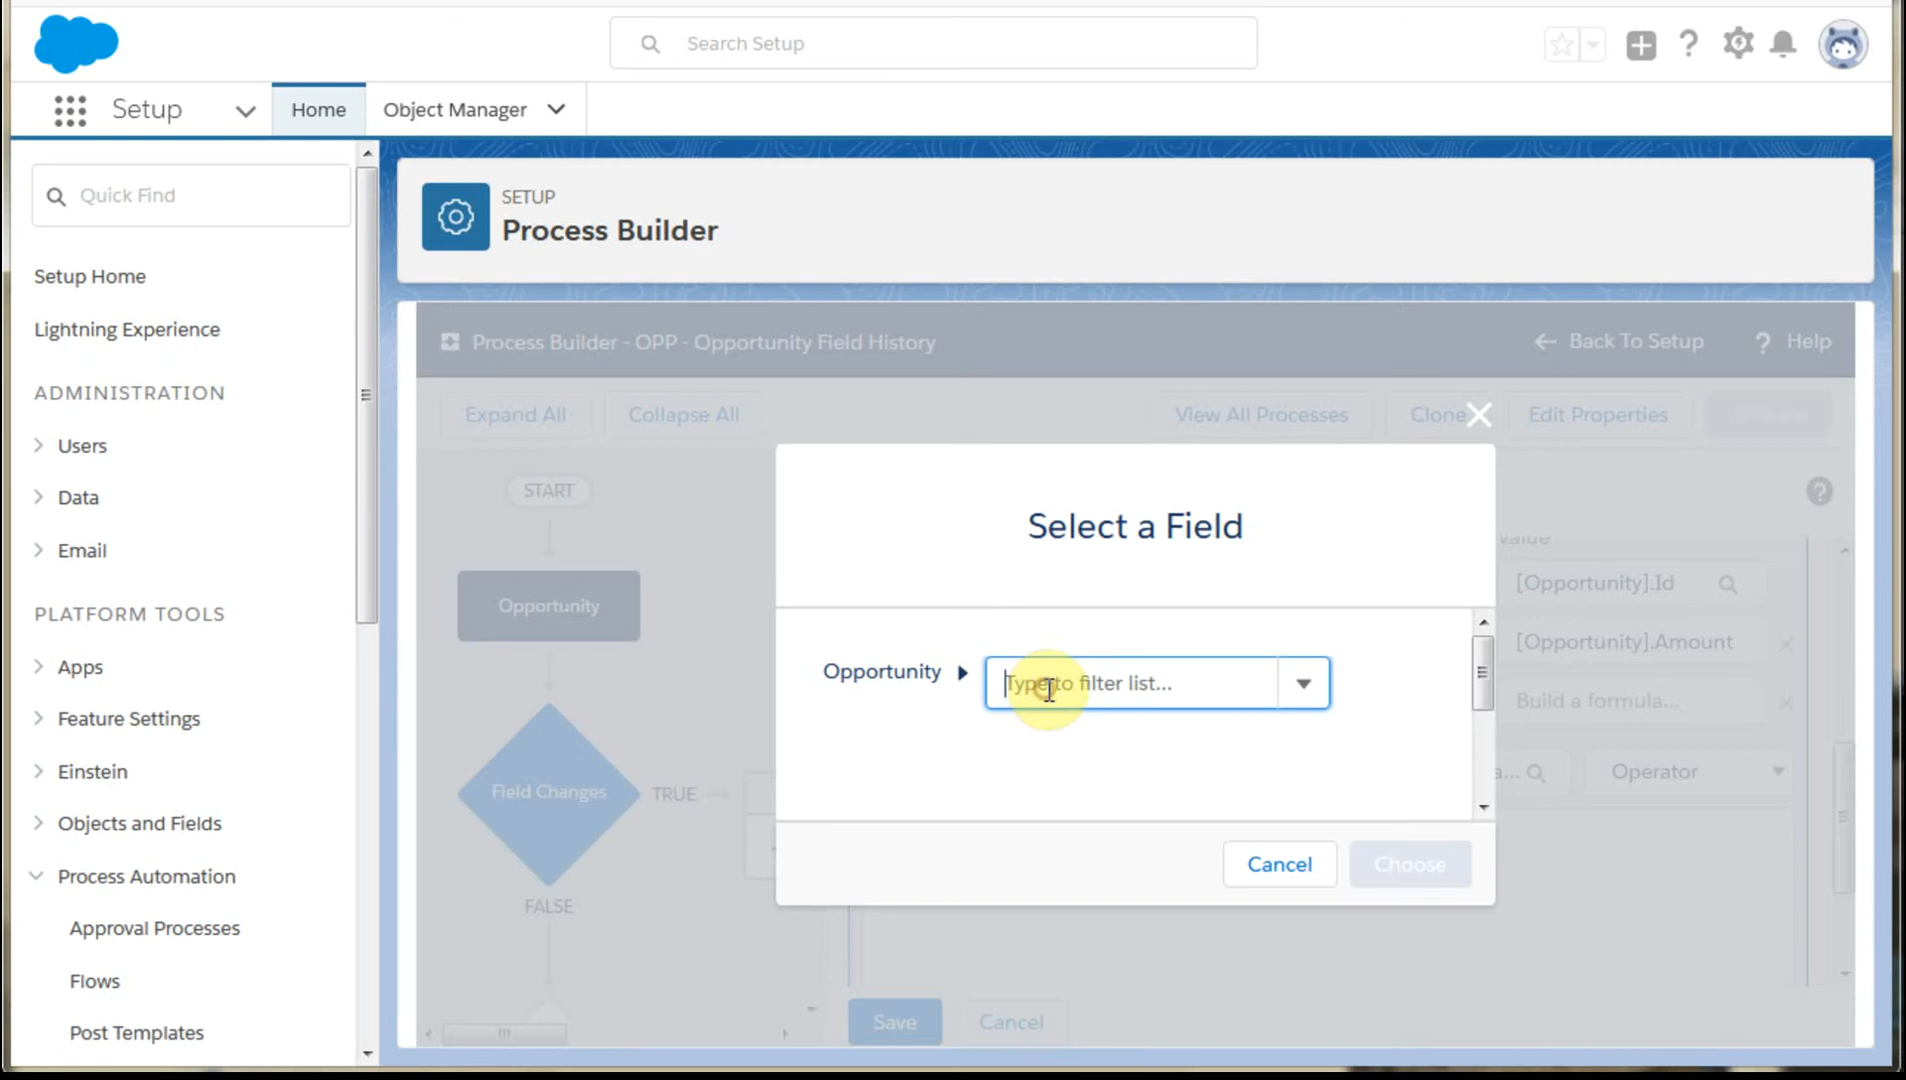 Search Setup
Setup
Home
Object Manager
Quick Find
Setup Home
Lightning Experience
ADMINISTRATION
Users
Data
Email
PLATFORM TOOLS
Apps
Feature Settings
Einstein
Objects and Fields
Process Automation
Approval Processes
Flows
Post Templates
SETUP
Process Builder
Process Builder - OPP - Opportunity Field History
Back To Setup
? Help
Expand All
Collapse All
View All Processes
Clone
Edit Properties
START
Opportunity
Field Changes
TRUE
FALSE
Select a Field
Opportunity
Type to filter list...
Cancel
Choose
Value
[Opportunity].Id
[Opportunity].Amount
Build a formula...
a...
Operator
Save
Cancel